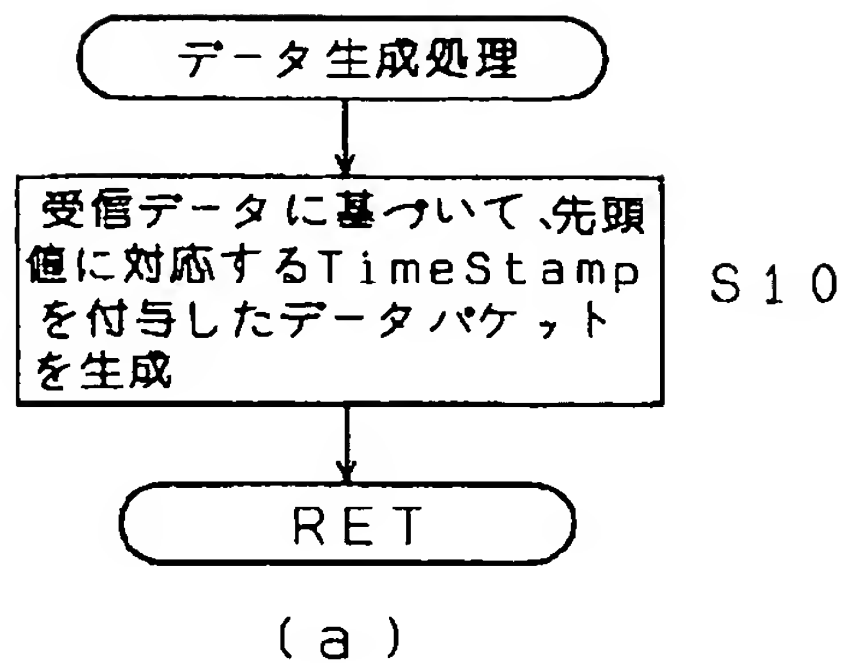 データ生成処理
受信データに基づいて、先頭
値に対応するTimeStamp
を付与したデータパケット
を生成
S10
RET
(a)